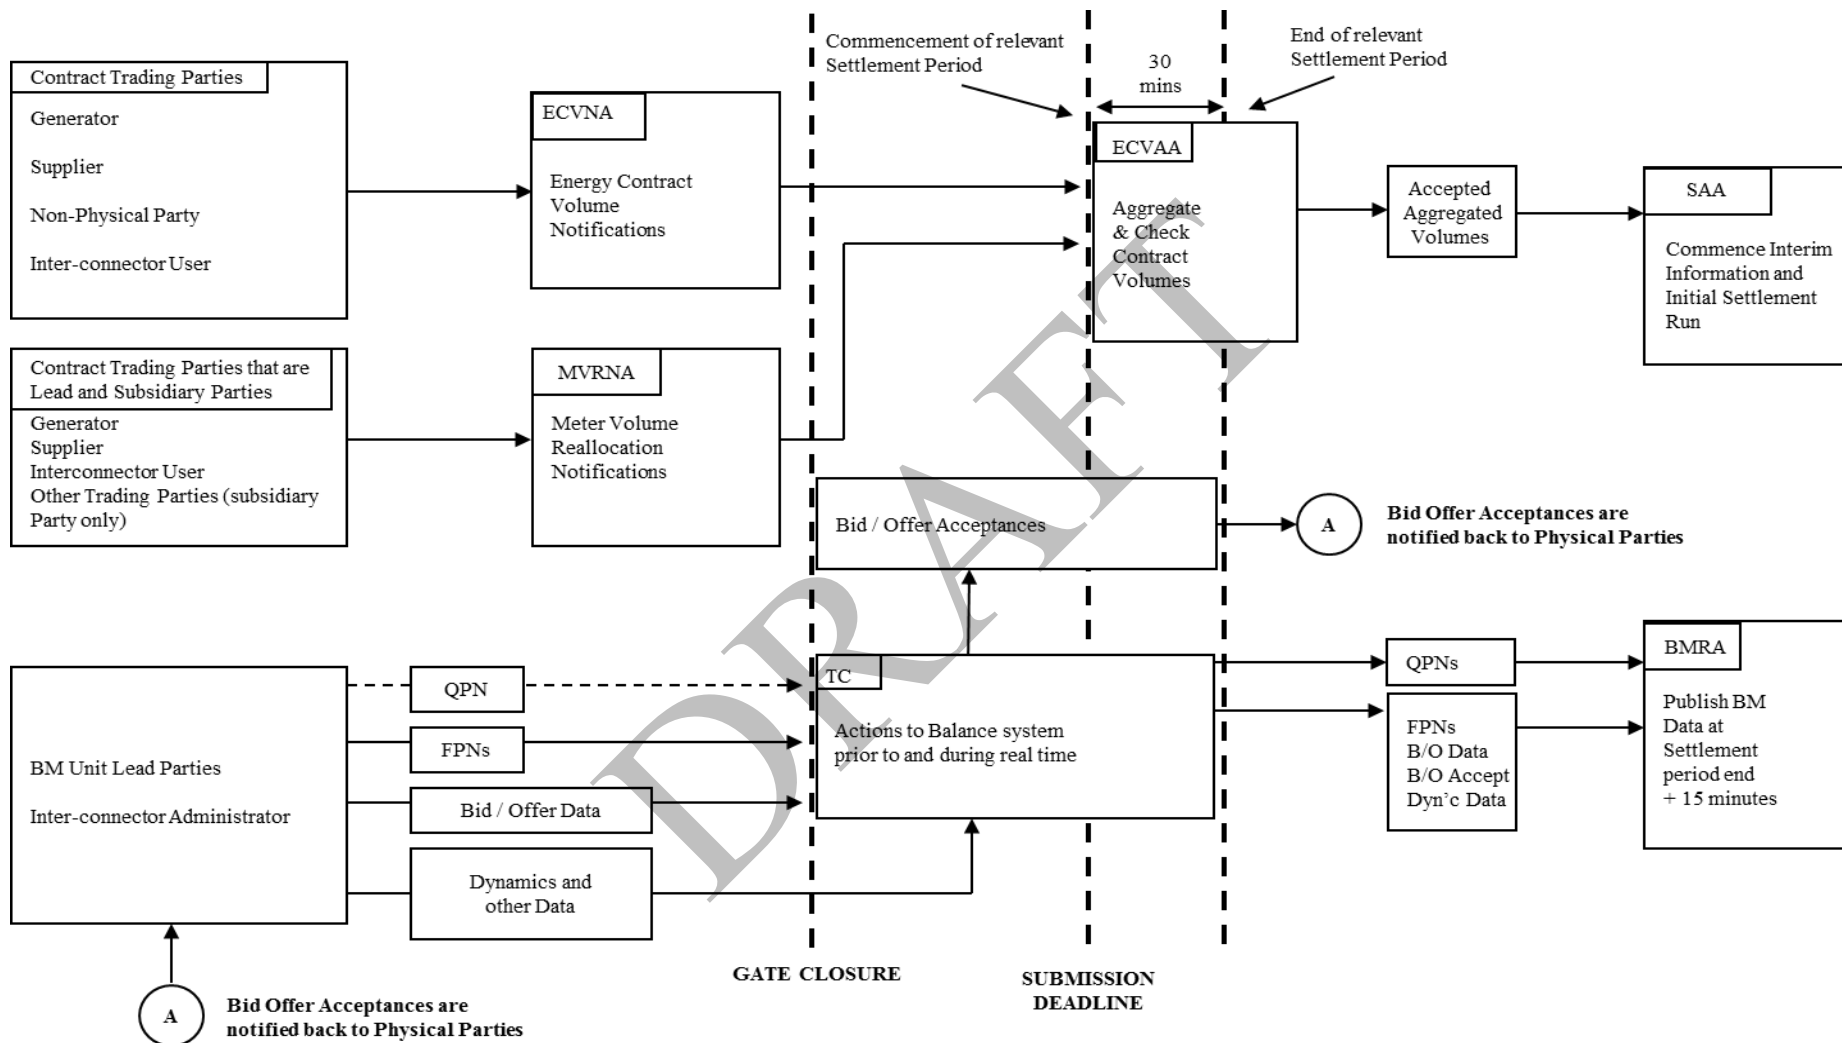 Commencement of relevant
Settlement Period
30
mins
End of relevant
Settlement Period
Contract Trading Parties
Generator
Supplier
Non-Physical Party
Inter-connector User
ECVNA
Energy Contract
Volume
Notifications
ECVAA
Aggregate
& Check
Contract
Volumes
Accepted
Aggregated
Volumes
SAA
Commence Interim
Information and
Initial Settlement
Run
Contract Trading Parties that are
Lead and Subsidiary Parties
Generator
Supplier
Interconnector User
Other Trading Parties (subsidiary
Party only)
MVRNA
Meter Volume
Reallocation
Notifications
Bid / Offer Acceptances
A
Bid Offer Acceptances are
notified back to Physical Parties
BM Unit Lead Parties
Inter-connector Administrator
QPN
FPNs
Bid / Offer Data
Dynamics and
other Data
TC
Actions to Balance system
prior to and during real time
QPNs
FPNs
B/O Data
B/O Accept
Dyn’c Data
BMRA
Publish BM
Data at
Settlement
period end
+ 15 minutes
GATE CLOSURE
SUBMISSION
DEADLINE
A
Bid Offer Acceptances are
notified back to Physical Parties
DRAFT